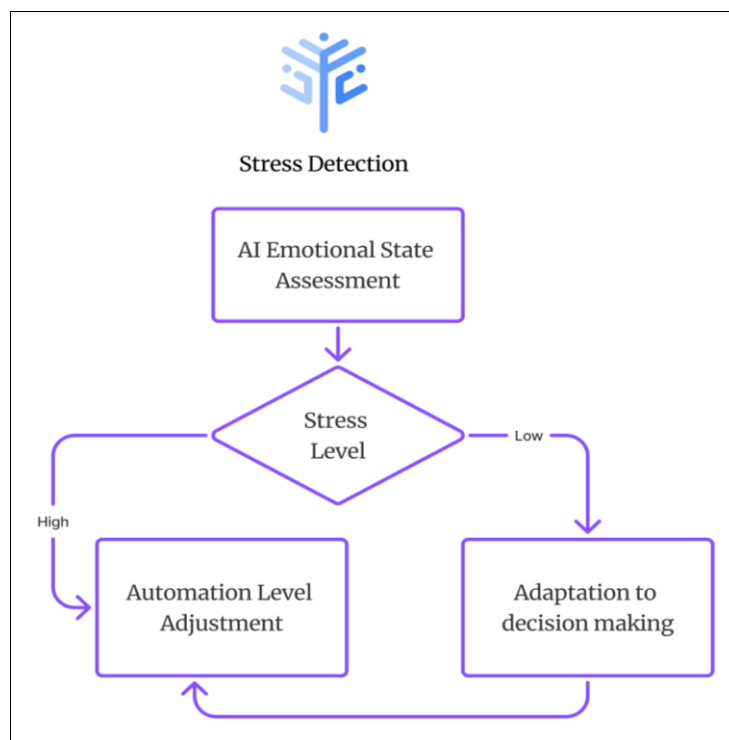 Stress Detection
AI Emotional State
Assessment
Stress
Level
Low
High
Automation Level
Adjustment
Adaptation to
decision making